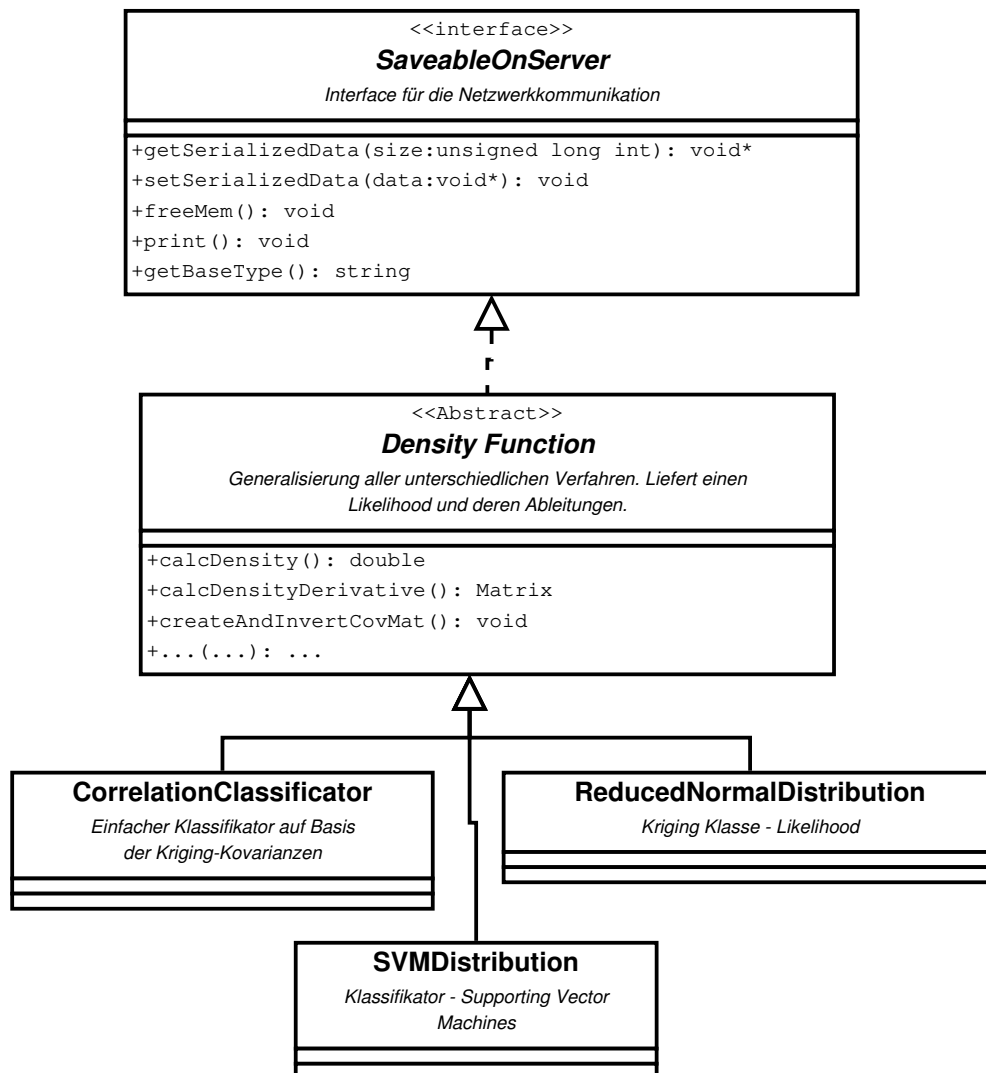 <<interface>>
SaveableOnServer
Interface für die Netzwerkkommunikation
+getSerializedData(size:unsigned long int): void*
+setSerializedData(data:void*): void
+freeMem(): void
+print(): void
+getBaseType(): string
<<Abstract>>
Density Function
Generalisierung aller unterschiedlichen Verfahren. Liefert einen
Likelihood und deren Ableitungen.
+calcDensity(): double
+calcDensityDerivative(): Matrix
+createAndInvertCovMat(): void
+...(...): ...
CorrelationClassificator
Einfacher Klassifikator auf Basis
der Kriging-Kovarianzen
ReducedNormalDistribution
Kriging Klasse - Likelihood
SVMDistribution
Klassifikator - Supporting Vector
Machines